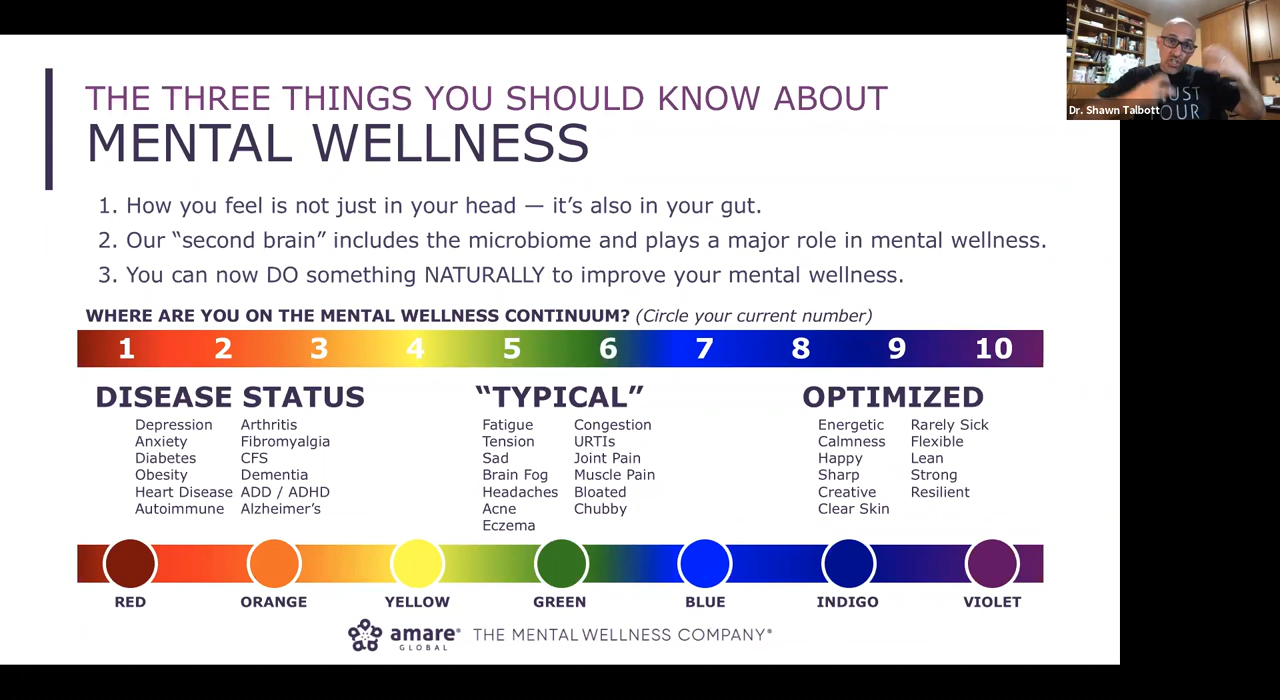 THE THREE THINGS YOU SHOULD KNOW ABOUT
MENTAL WELLNESS
1. How you feel is not just in your head — it’s also in your gut.
2. Our “second brain” includes the microbiome and plays a major role in mental wellness.
3. You can now DO something NATURALLY to improve your mental wellness.
WHERE ARE YOU ON THE MENTAL WELLNESS CONTINUUM? (Circle your current number)
1 2 3 4 5 6 7 8 9 10
DISEASE STATUS
Depression Arthritis
Anxiety Fibromyalgia
Diabetes CFS
Obesity Dementia
Heart Disease ADD / ADHD
Autoimmune Alzheimer’s
“TYPICAL”
Fatigue Congestion
Tension URTIs
Sad Joint Pain
Brain Fog Muscle Pain
Headaches Bloated
Acne Chubby
Eczema
OPTIMIZED
Energetic Rarely Sick
Calmness Flexible
Happy Lean
Sharp Strong
Creative Resilient
Clear Skin
RED ORANGE YELLOW GREEN BLUE INDIGO VIOLET
amare® THE MENTAL WELLNESS COMPANY®
GLOBAL
Dr. Shawn Talbott
UST
OUR